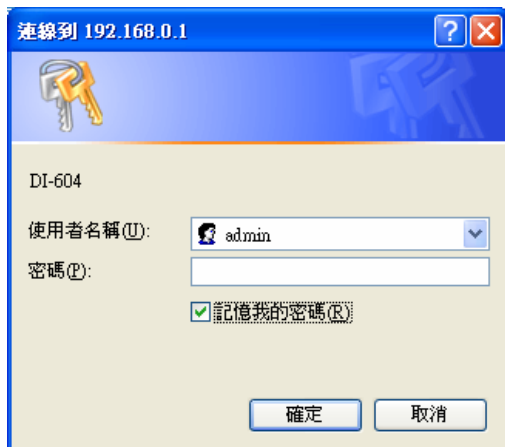 連線到 192.168.0.1
DI-604
使用者名稱(U):
admin
密碼(P):
記憶我的密碼(R)
確定
取消